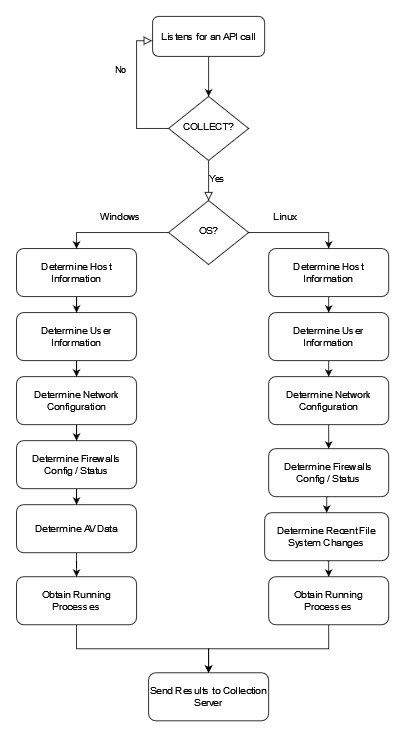 Listens for an API call
No
COLLECT?
Yes
Windows
OS?
Linux
Determine Host
Information
Determine Host
Information
Determine User
Information
Determine User
Information
Determine Network
Configuration
Determine Network
Configuration
Determine Firewalls
Config / Status
Determine Firewalls
Config / Status
Determine AV Data
Determine Recent File
System Changes
Obtain Running
Processes
Obtain Running
Processes
Send Results to Collection
Server